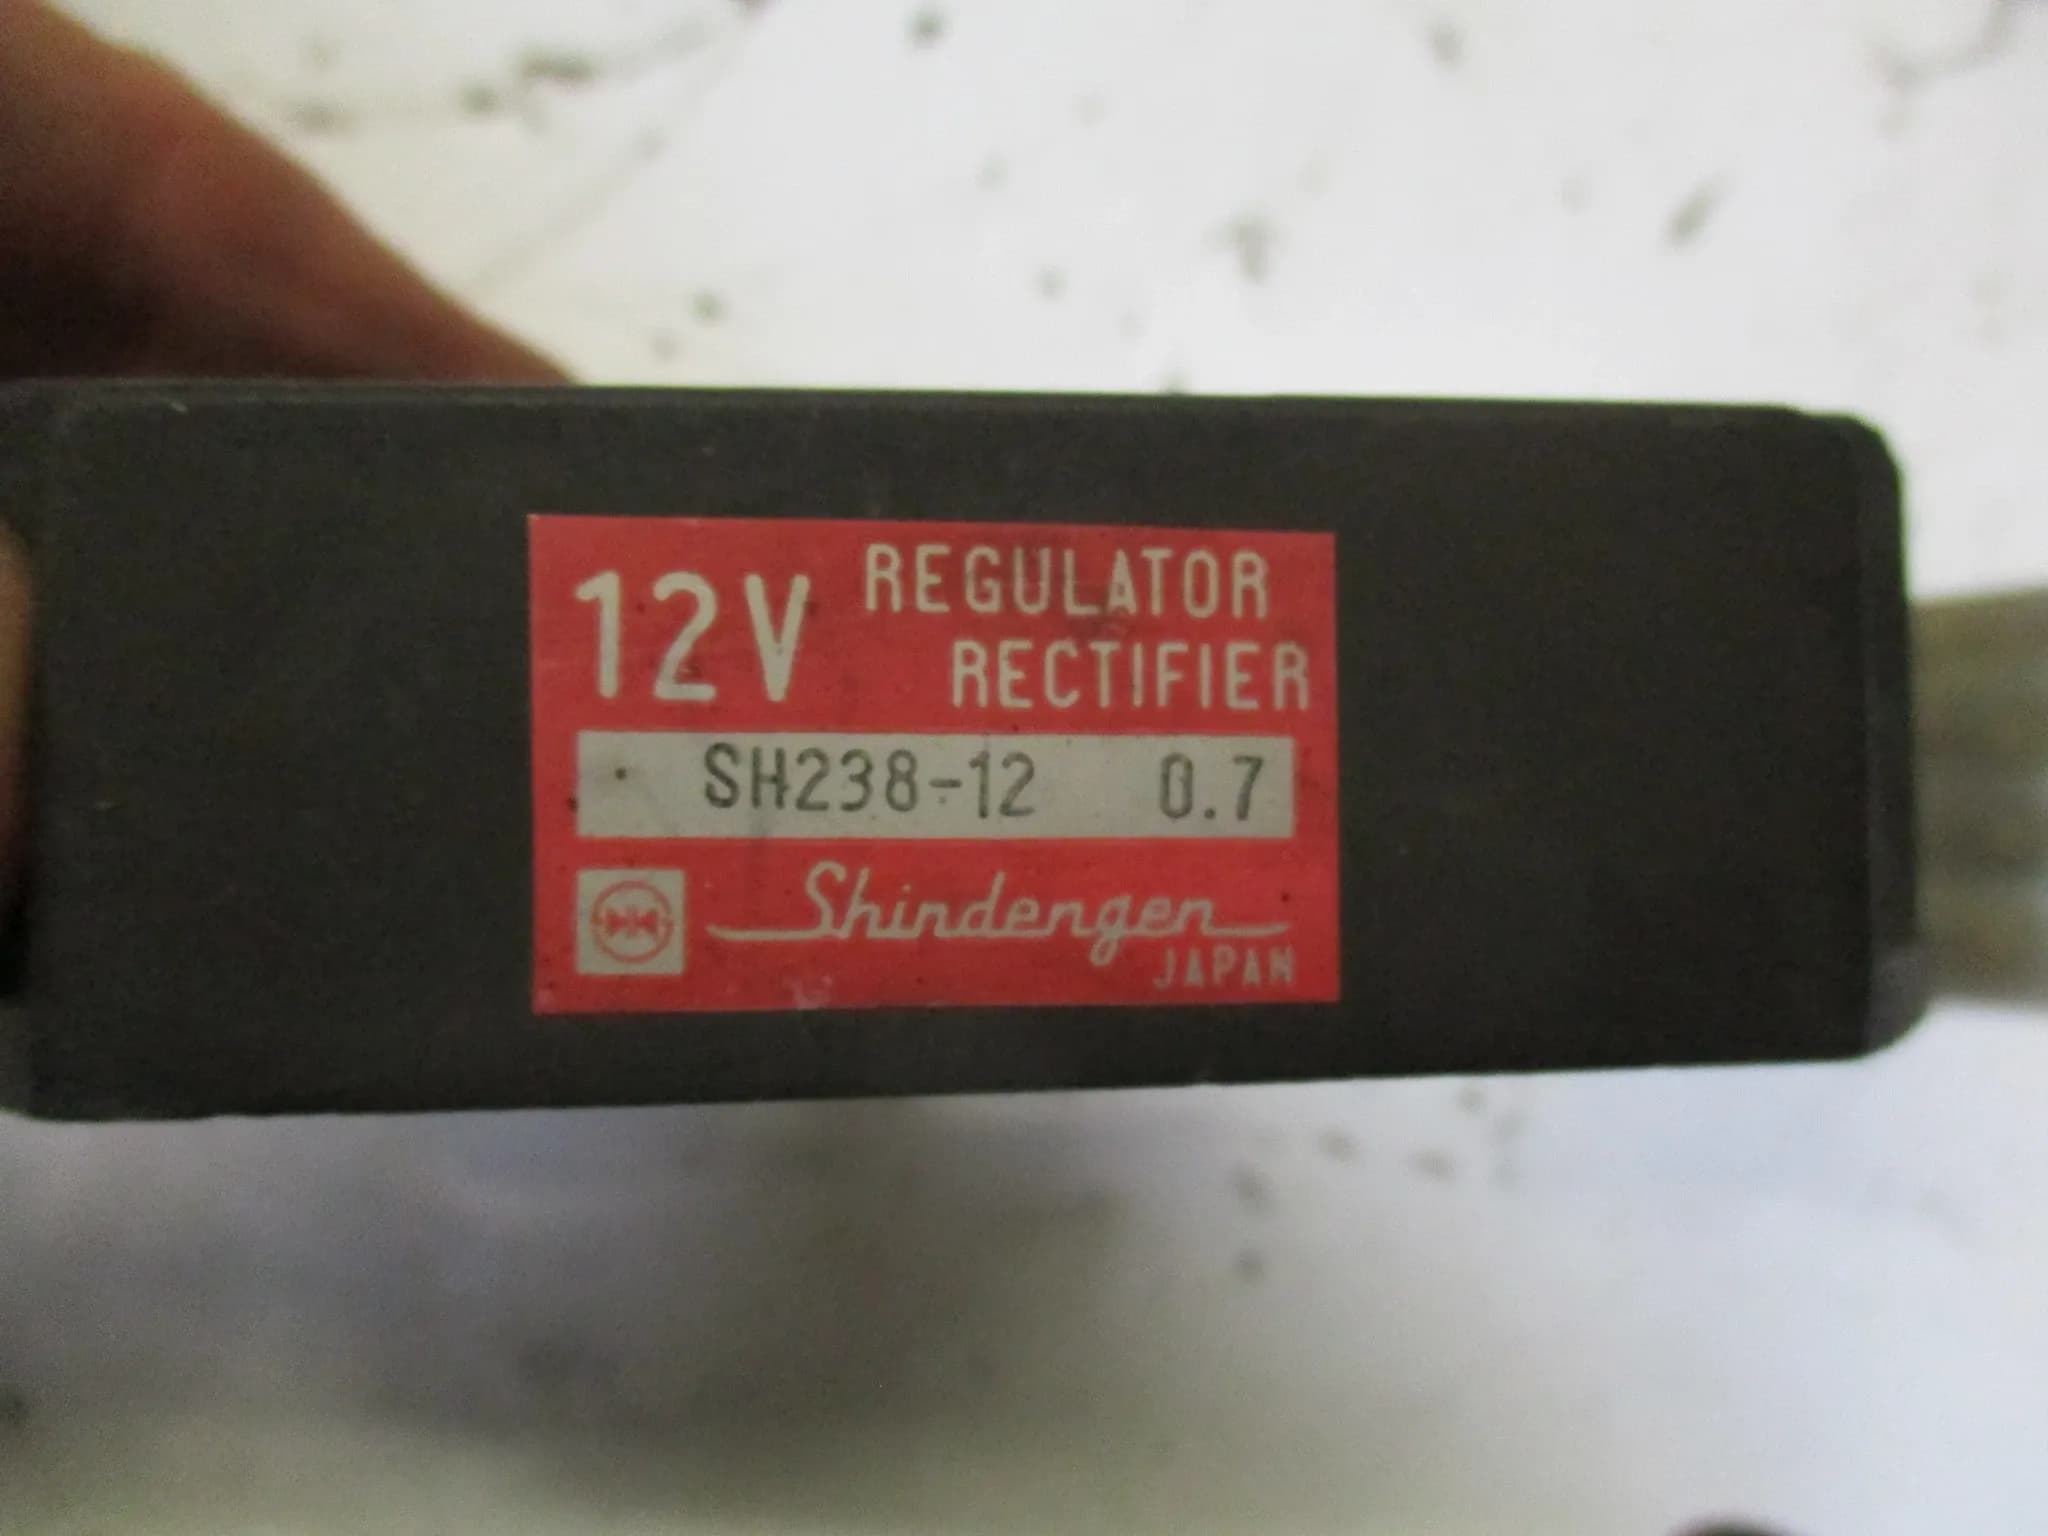 12V REGULATOR
RECTIFIER
SH238-12 0.7
Shindengen
JAPAN